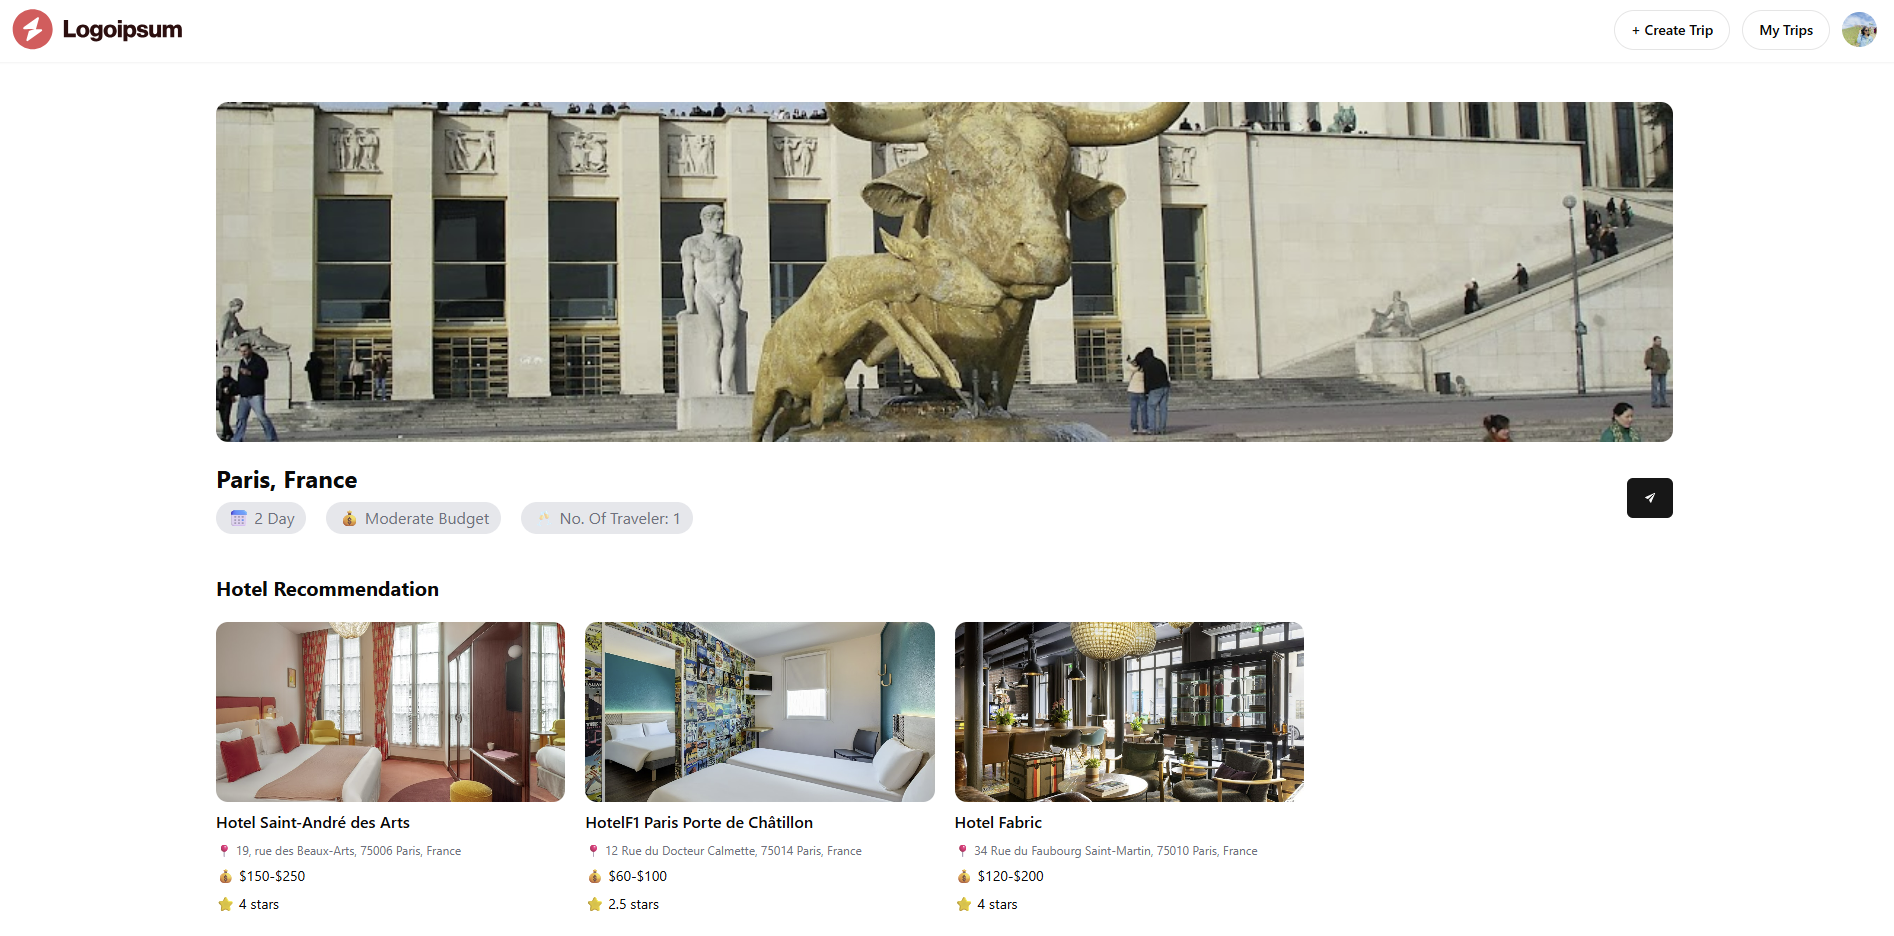 Logoipsum
+ Create Trip
My Trips
Paris, France
2 Day
Moderate Budget
No. Of Traveler: 1
Hotel Recommendation
Hotel Saint-André des Arts
19, rue des Beaux-Arts, 75006 Paris, France
$150-$250
4 stars
HotelF1 Paris Porte de Châtillon
12 Rue du Docteur Calmette, 75014 Paris, France
$60-$100
2.5 stars
Hotel Fabric
34 Rue du Faubourg Saint-Martin, 75010 Paris, France
$120-$200
4 stars